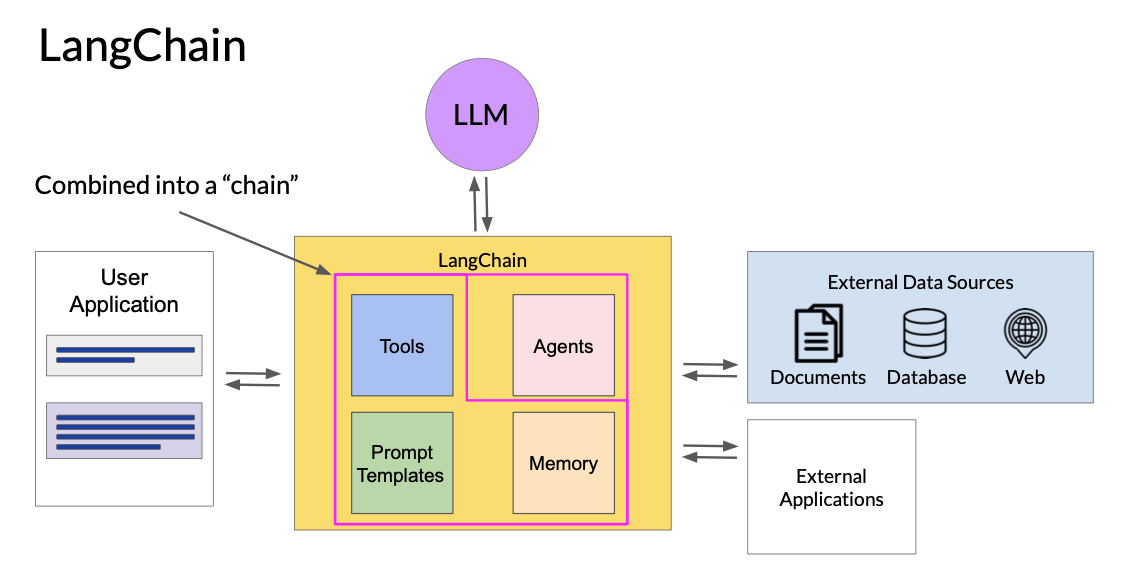 LangChain
LLM
Combined into a “chain”
User
Application
LangChain
Tools
Agents
Prompt
Templates
Memory
External Data Sources
Documents
Database
Web
External
Applications